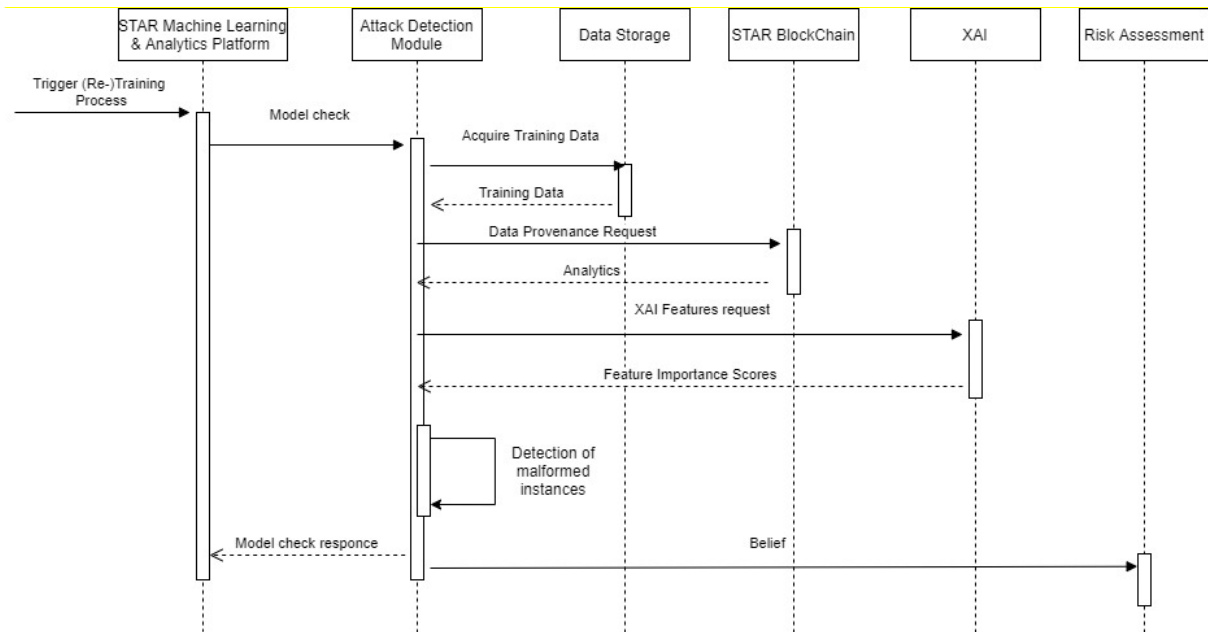 STAR Machine Learning
& Analytics Platform
Attack Detection
Module
Data Storage
STAR BlockChain
XAI
Risk Assessment
Trigger (Re-)Training
Process
Model check
Acquire Training Data
Training Data
Data Provenance Request
Analytics
XAI Features request
Feature Importance Scores
Detection of
malformed
instances
Model check responce
Belief